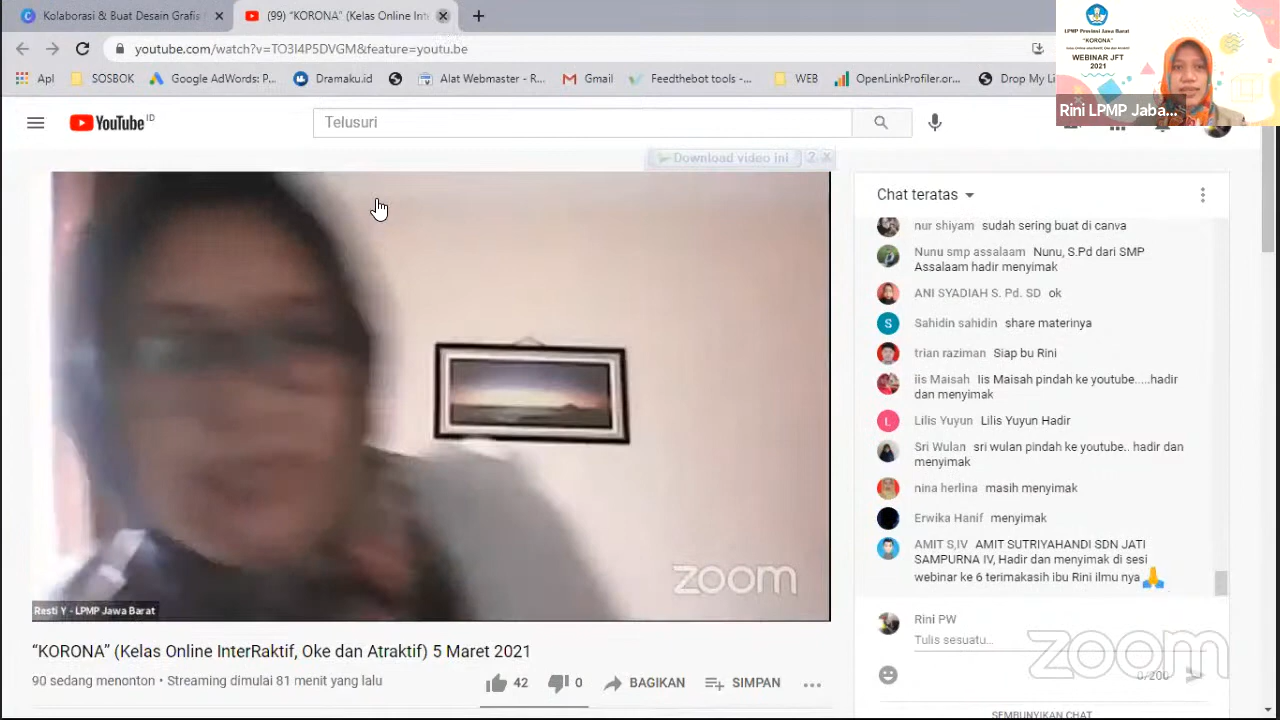 Kolaborasi & Buat Desain Grafis
(99) “KORONA” (Kelas Online Int
youtube.com/watch?v=TO3I4P5DVGM&feature=youtu.be
Apl
SOSBOK
Google AdWords: P...
Dramakuid
Alat Webmaster - R...
Gmail
Feedthebot tools -...
WEB
OpenLinkProfiler.or...
Drop My Li
LPMP Provinsi Jawa Barat
"KORONA"
WEBINAR JFT
2021
Rini LPMP Jaba...
YouTube ID
Telusuri
Download video ini ? X
zoom
Resti Y - LPMP Jawa Barat
“KORONA” (Kelas Online InterRaktif, Oke dan Atraktif) 5 Maret 2021
90 sedang menonton • Streaming dimulai 81 menit yang lalu
42
0
BAGIKAN
SIMPAN
Chat teratas
nur shiyam sudah sering buat di canva
Nunu smp assalaam Nunu, S.Pd dari SMP
Assalaam hadir menyimak
ANI SYADIAH S. Pd. SD ok
S
Sahidin sahidin share materinya
trian raziman Siap bu Rini
iis Maisah Iis Maisah pindah ke youtube.....hadir
dan menyimak
L
Lilis Yuyun Lilis Yuyun Hadir
Sri Wulan sri wulan pindah ke youtube.. hadir dan
menyimak
nina herlina masih menyimak
Erwika Hanif menyimak
AMIT S,IV AMIT SUTRIYAHANDI SDN JATI
SAMPURNA IV, Hadir dan menyimak di sesi
webinar ke 6 terimakasih ibu Rini ilmu nya 🙏
Rini PW
Tulis sesuatu...
zoom
0/200
SEMBUNYIKAN CHAT